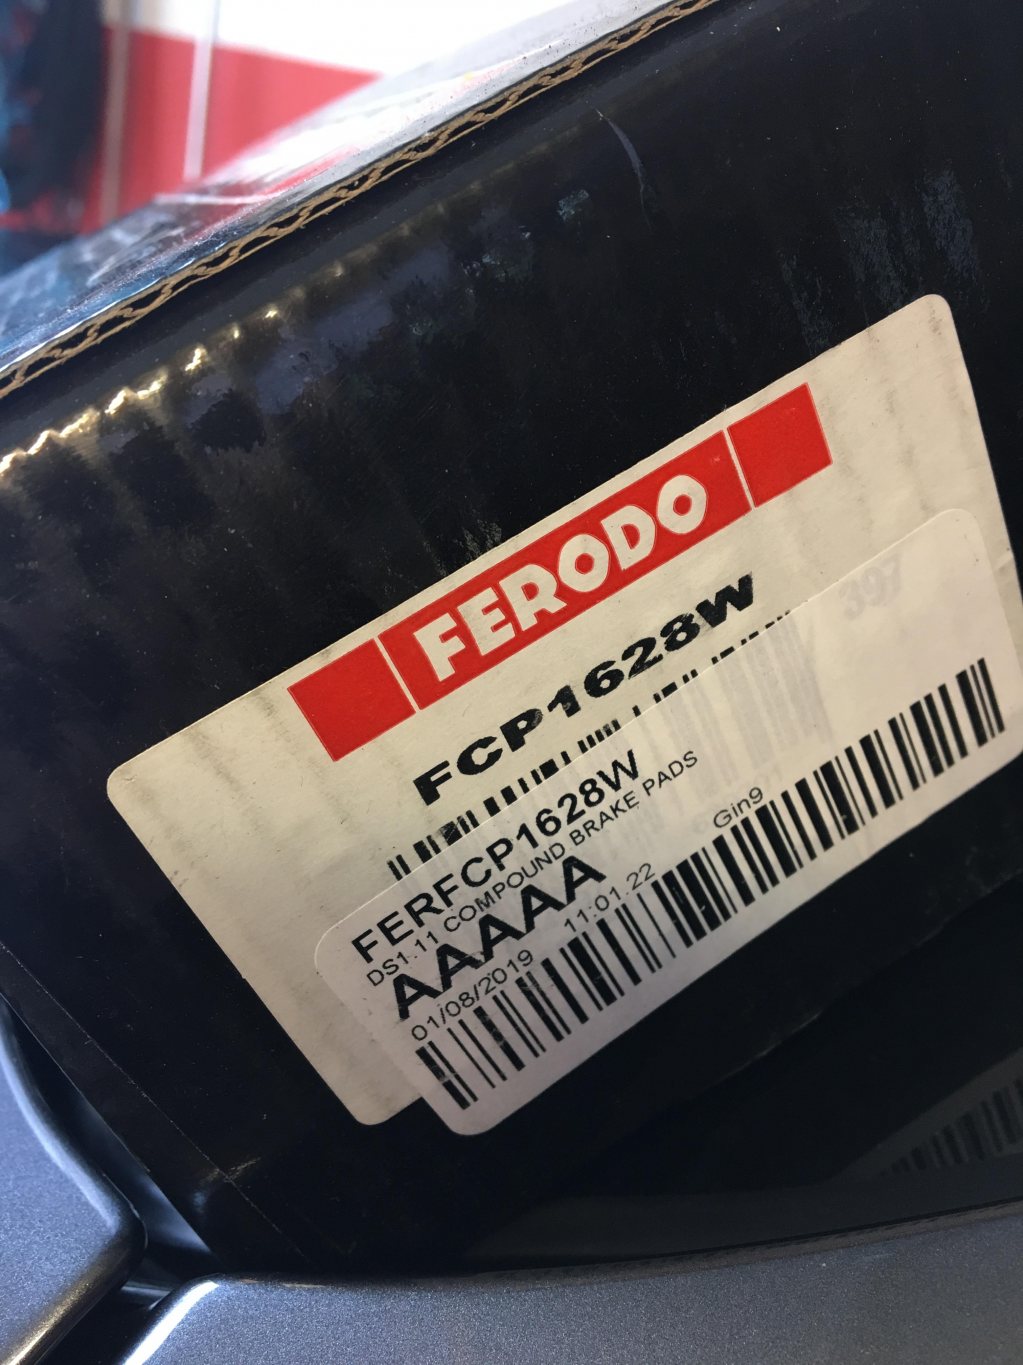 FERODO
FCP1628W
397
FERFCP1628W
DS1.11 COMPOUND BRAKE PADS
AAAAA
01/08/2019 11:01:22 Gin9